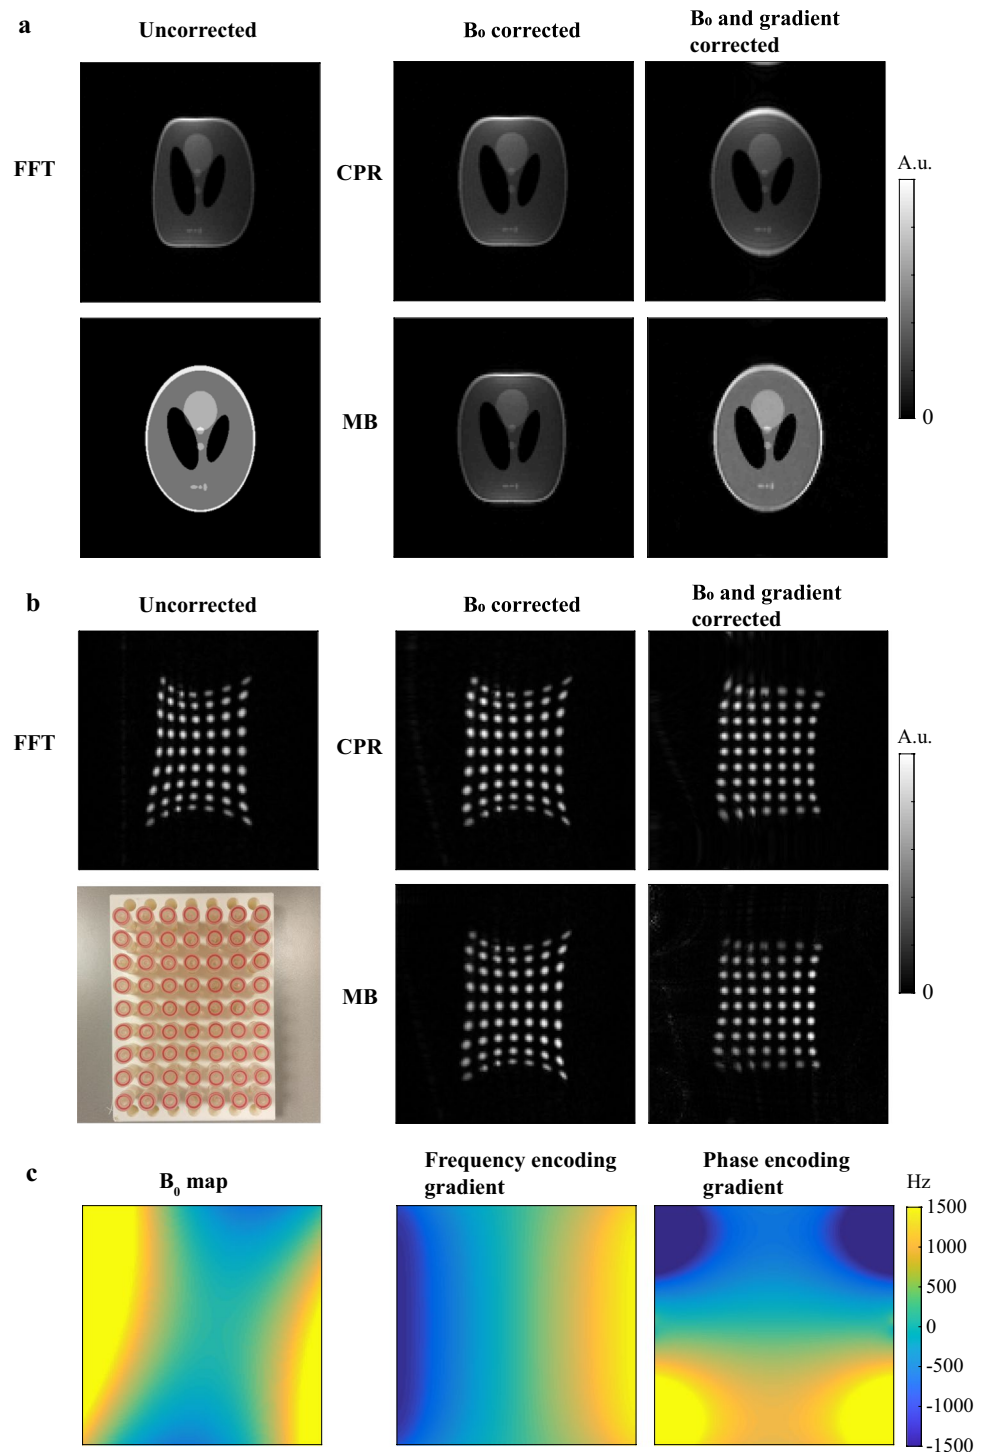 a
Uncorrected
B₀ corrected
B₀ and gradient
corrected
FFT
CPR
A.u.
MB
0
b
Uncorrected
B₀ corrected
B₀ and gradient
corrected
FFT
CPR
A.u.
MB
0
c
B₀ map
Frequency encoding
gradient
Phase encoding
gradient
Hz
1500
1000
500
0
-500
-1000
-1500